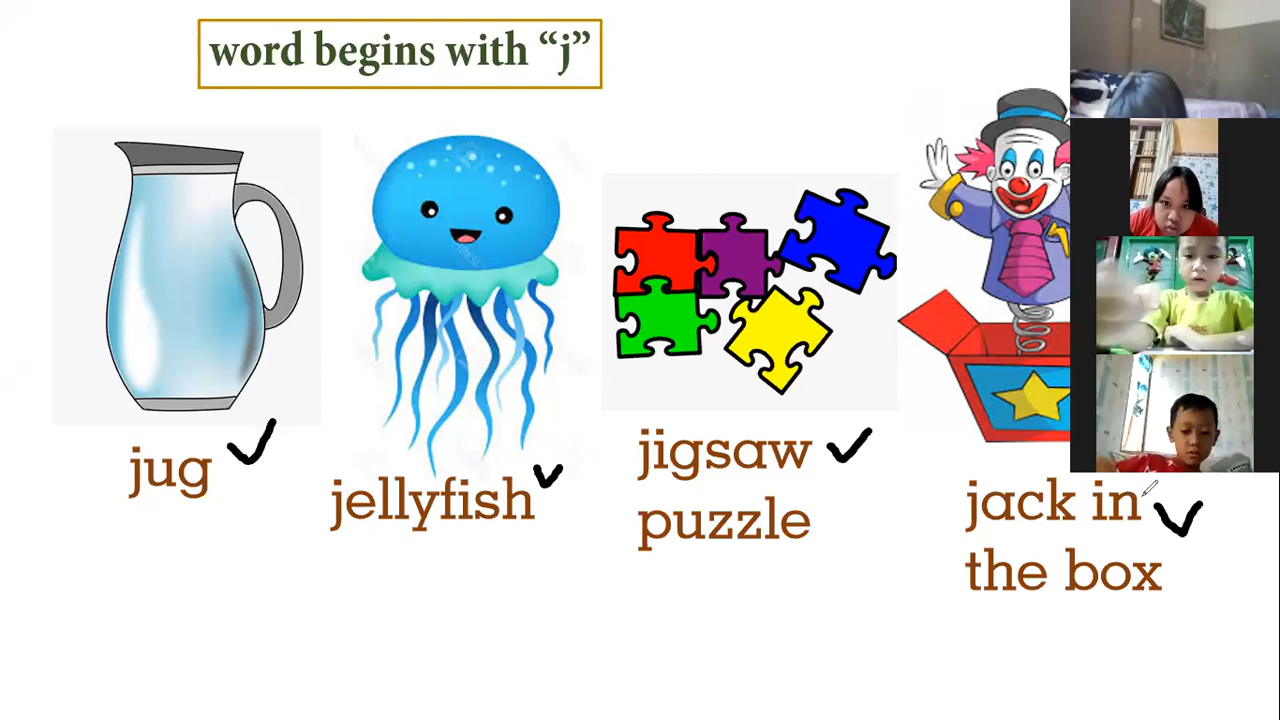 word begins with “j”
jug
jellyfish
jigsaw
puzzle
jack in
the box